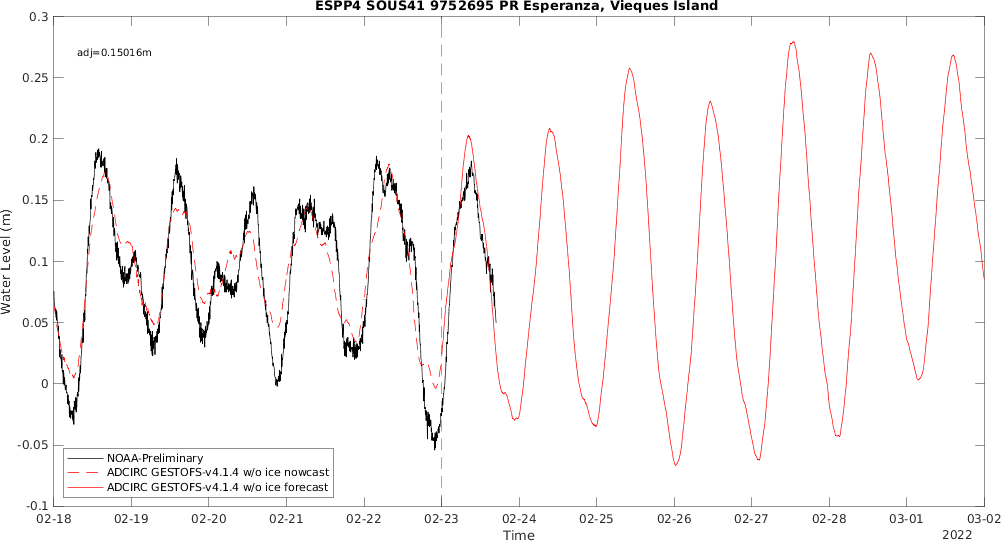 ESPP4 SOUS41 9752695 PR Esperanza, Vieques Island
adj=0.15016m
0.3
0.25
0.2
0.15
0.1
0.05
0
-0.05
-0.1
Water Level (m)
NOAA-Preliminary
ADCIRC GESTOFS-v4.1.4 w/o ice nowcast
ADCIRC GESTOFS-v4.1.4 w/o ice forecast
02-18 02-19 02-20 02-21 02-22 02-23 02-24 02-25 02-26 02-27 02-28 03-01 03-02
Time
2022